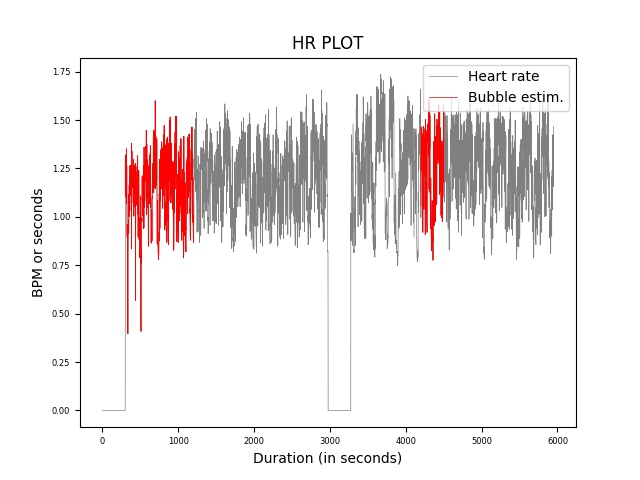 HR PLOT
Heart rate
Bubble estim.
1.75
1.50
1.25
1.00
0.75
0.50
0.25
0.00
BPM or seconds
0 1000 2000 3000 4000 5000 6000
Duration (in seconds)